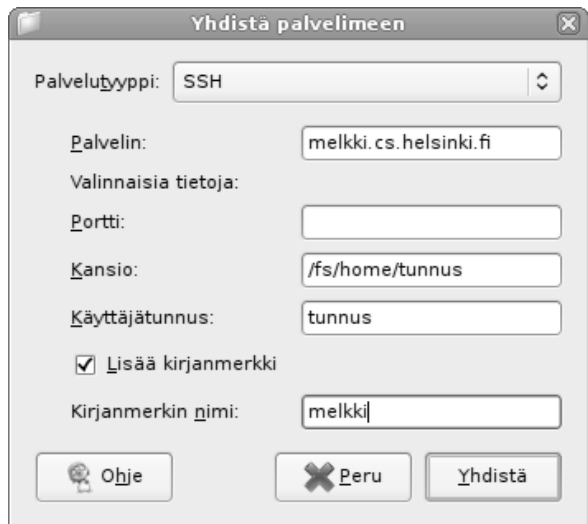 Yhdistä palvelimeen
Palvelutyyppi: SSH
Palvelin: melkki.cs.helsinki.fi
Valinnaisia tietoja:
Portti:
Kansio: /fs/home/tunnus
Käyttäjätunnus: tunnus
Lisää kirjanmerkki
Kirjanmerkin nimi: melkki
Ohje Peru Yhdistä